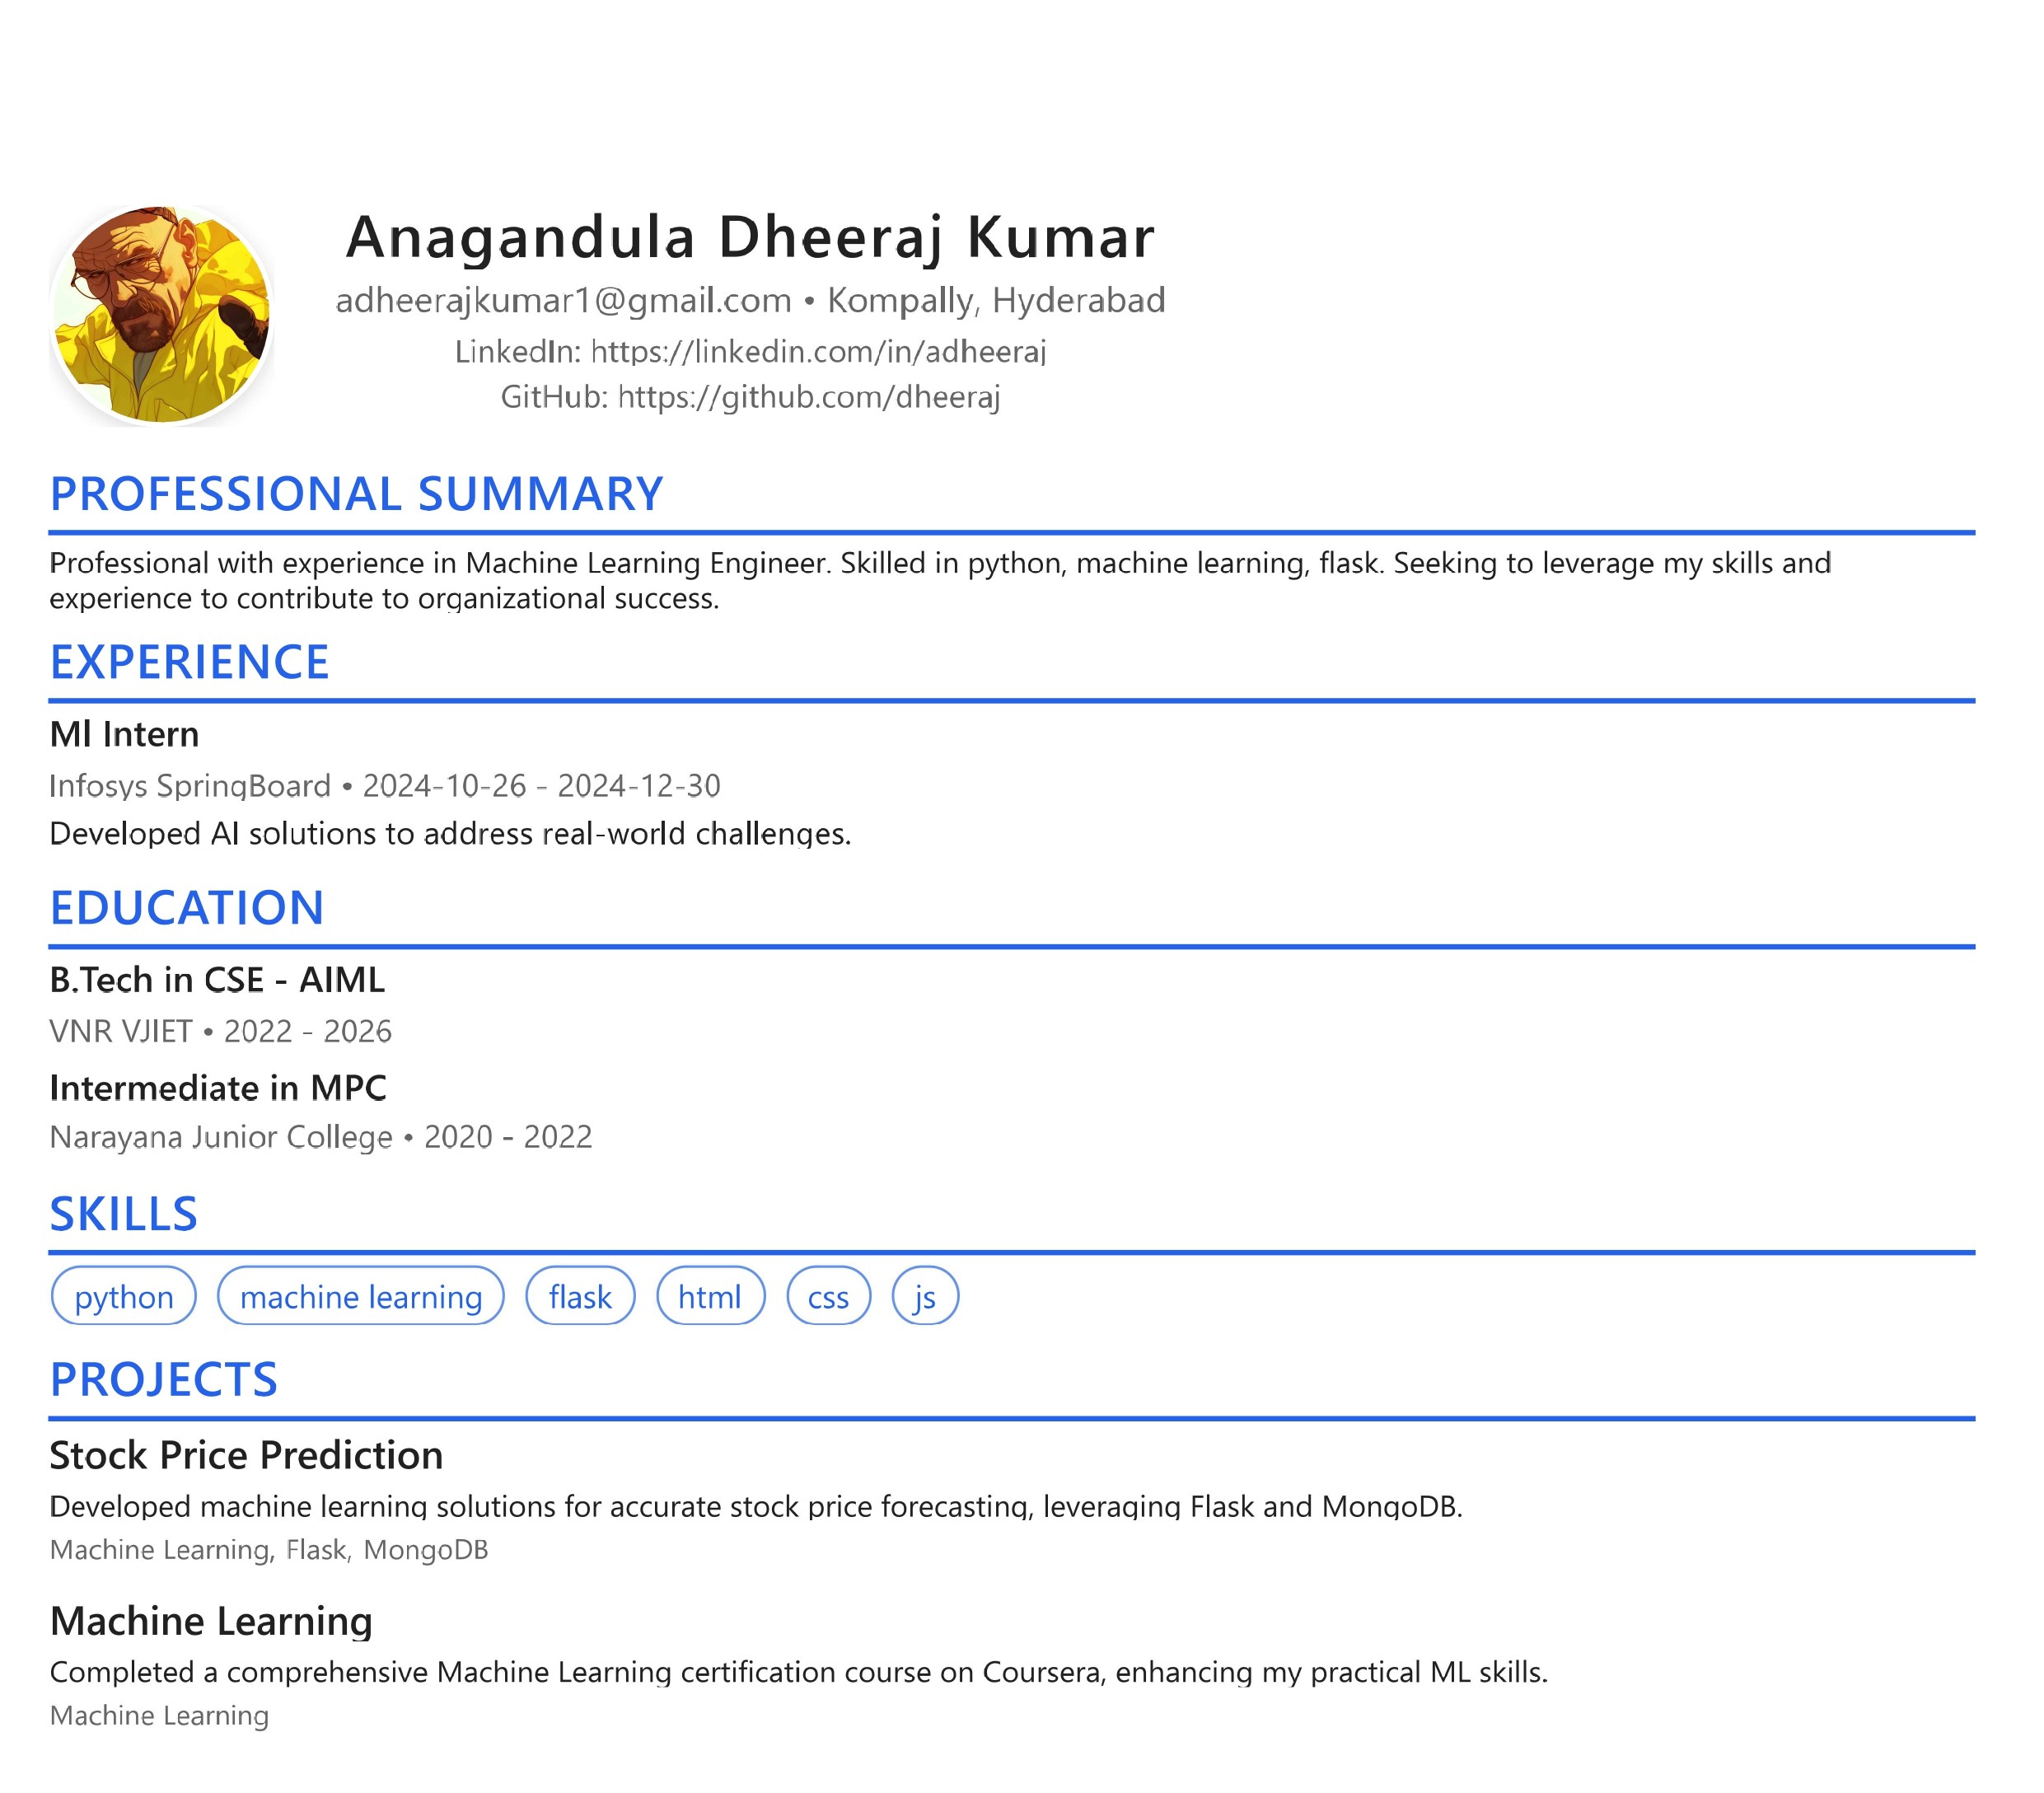 Anagandula Dheeraj Kumar
adheerajkumar1@gmail.com • Kompally, Hyderabad
LinkedIn: https://linkedin.com/in/adheeraj
GitHub: https://github.com/dheeraj
PROFESSIONAL SUMMARY
Professional with experience in Machine Learning Engineer. Skilled in python, machine learning, flask. Seeking to leverage my skills and
experience to contribute to organizational success.
EXPERIENCE
Ml Intern
Infosys SpringBoard • 2024-10-26 - 2024-12-30
Developed AI solutions to address real-world challenges.
EDUCATION
B.Tech in CSE - AIML
VNR VJIET • 2022 - 2026
Intermediate in MPC
Narayana Junior College • 2020 - 2022
SKILLS
python machine learning flask html css js
PROJECTS
Stock Price Prediction
Developed machine learning solutions for accurate stock price forecasting, leveraging Flask and MongoDB.
Machine Learning, Flask, MongoDB
Machine Learning
Completed a comprehensive Machine Learning certification course on Coursera, enhancing my practical ML skills.
Machine Learning